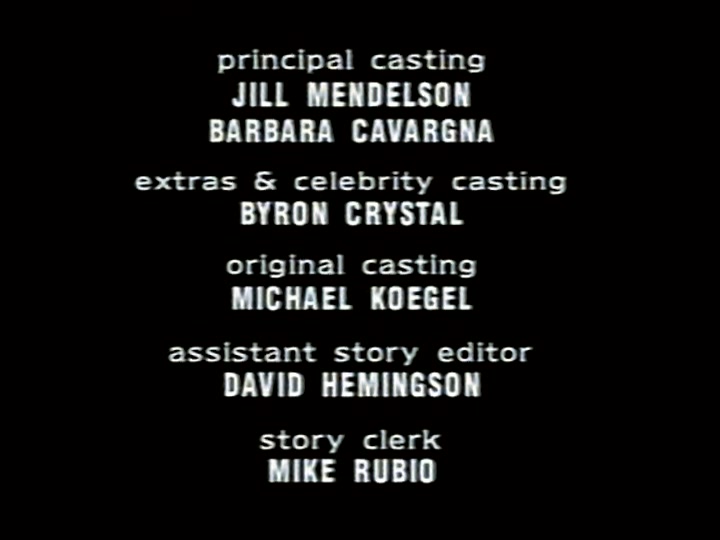 principal casting
JILL MENDELSON
BARBARA CAVARGNA
extras & celebrity casting
BYRON CRYSTAL
original casting
MICHAEL KOEGEL
assistant story editor
DAVID HEMINGSON
story clerk
MIKE RUBIO